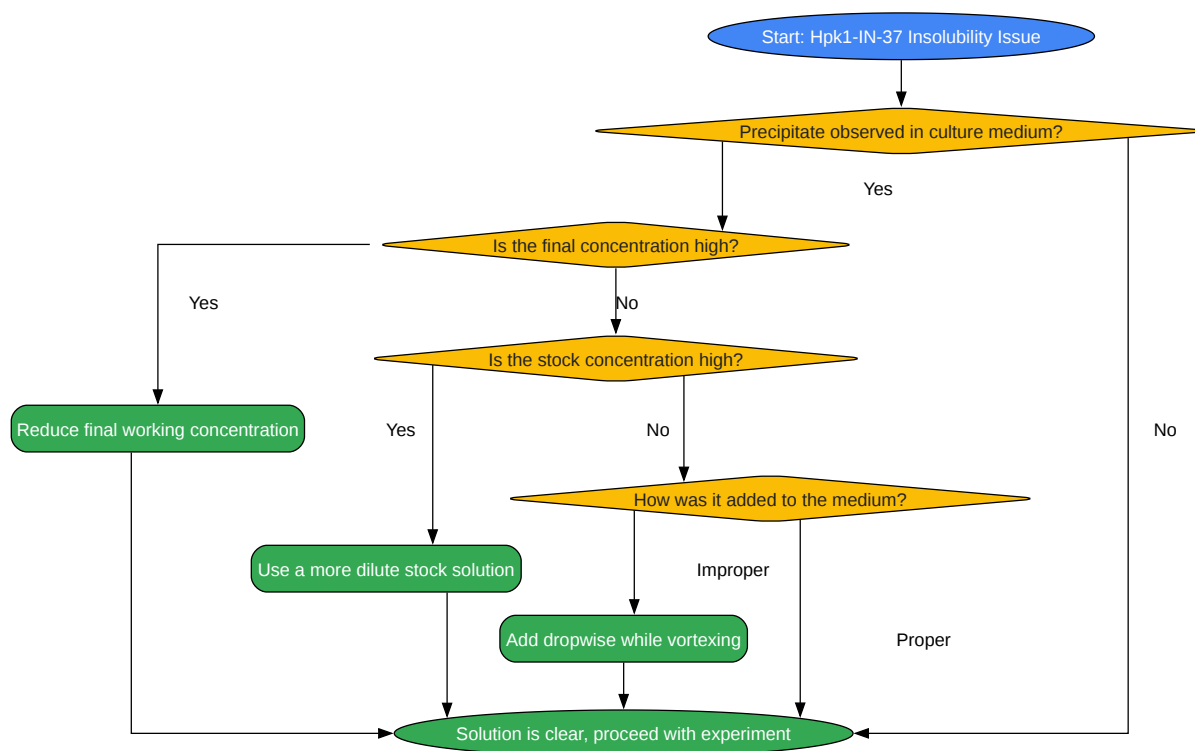 Start: Hpk1-IN-37 Insolubility Issue
Precipitate observed in culture medium?
Yes
Is the final concentration high?
Yes
No
Is the stock concentration high?
Reduce final working concentration
Yes
No
No
How was it added to the medium?
Use a more dilute stock solution
Improper
Add dropwise while vortexing
Proper
Solution is clear, proceed with experiment